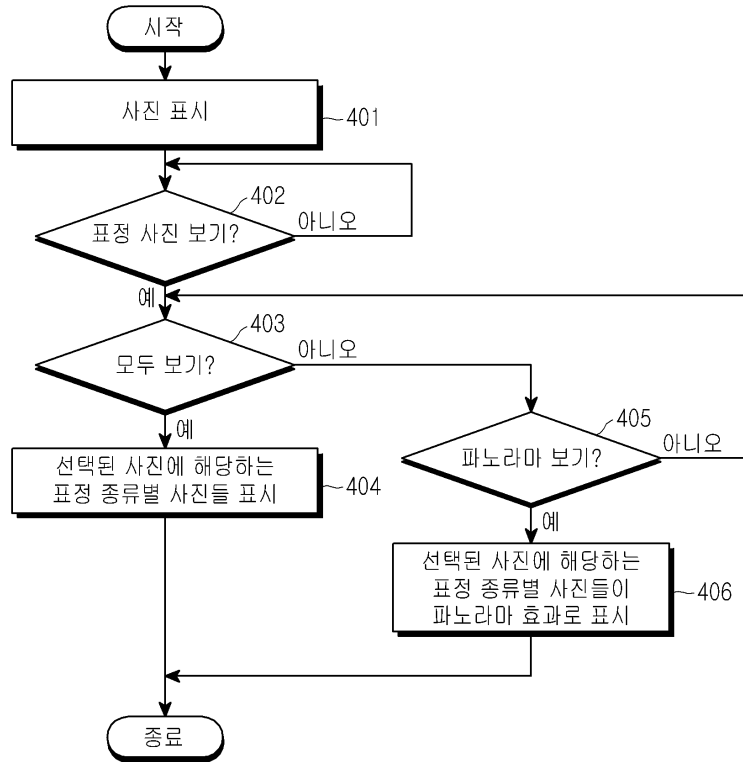 시작
사진 표시
401
402
표정 사진 보기?
아니오
예
403
모두 보기?
아니오
예
405
파노라마 보기?
아니오
선택된 사진에 해당하는
표정 종류별 사진들 표시
404
예
선택된 사진에 해당하는
표정 종류별 사진들이
파노라마 효과로 표시
406
종료